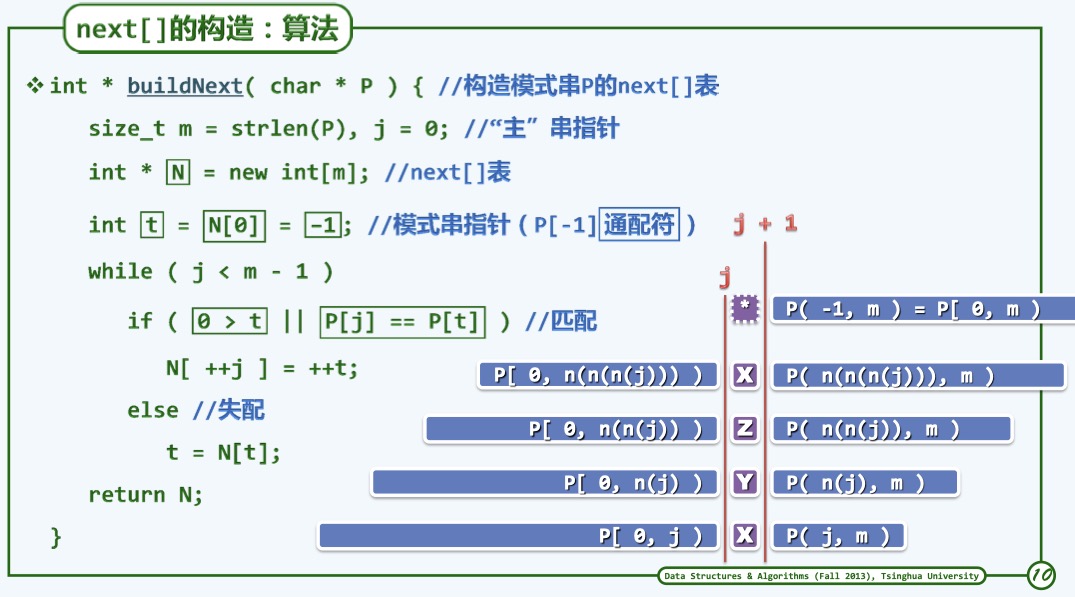 next[]的构造：算法
❖int * buildNext( char * P ) { //构造模式串P的next[]表
size_t m = strlen(P), j = 0; //“主”串指针
int * N = new int[m]; //next[]表
int t = N[0] = -1; //模式串指针（P[-1]通配符）
while ( j < m - 1 )
if ( 0 > t || P[j] == P[t] ) //匹配
N[ ++j ] = ++t;
else //失配
t = N[t];
return N;
}
j + 1
j
* P( -1, m ) = P[ 0, m )
P[ 0, n(n(n(j))) ) X P( n(n(n(j))), m )
P[ 0, n(n(j)) ) Z P( n(n(j)), m )
P[ 0, n(j) ) Y P( n(j), m )
P[ 0, j ) X P( j, m )
Data Structures & Algorithms (Fall 2013), Tsinghua University
10